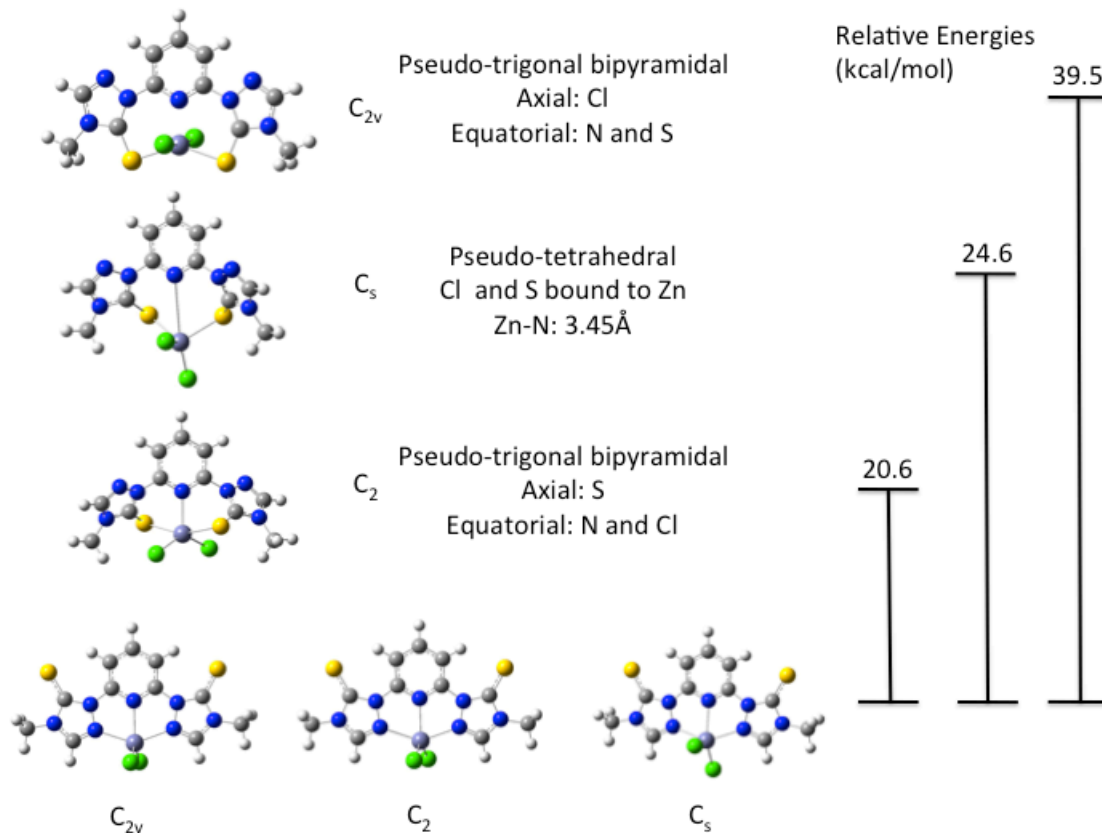 Relative Energies
(kcal/mol)
39.5
Pseudo-trigonal bipyramidal
Axial: Cl
Equatorial: N and S
C2v
24.6
Pseudo-tetrahedral
Cl and S bound to Zn
Zn-N: 3.45Å
Cs
20.6
Pseudo-trigonal bipyramidal
Axial: S
Equatorial: N and Cl
C2
C2v
C2
Cs